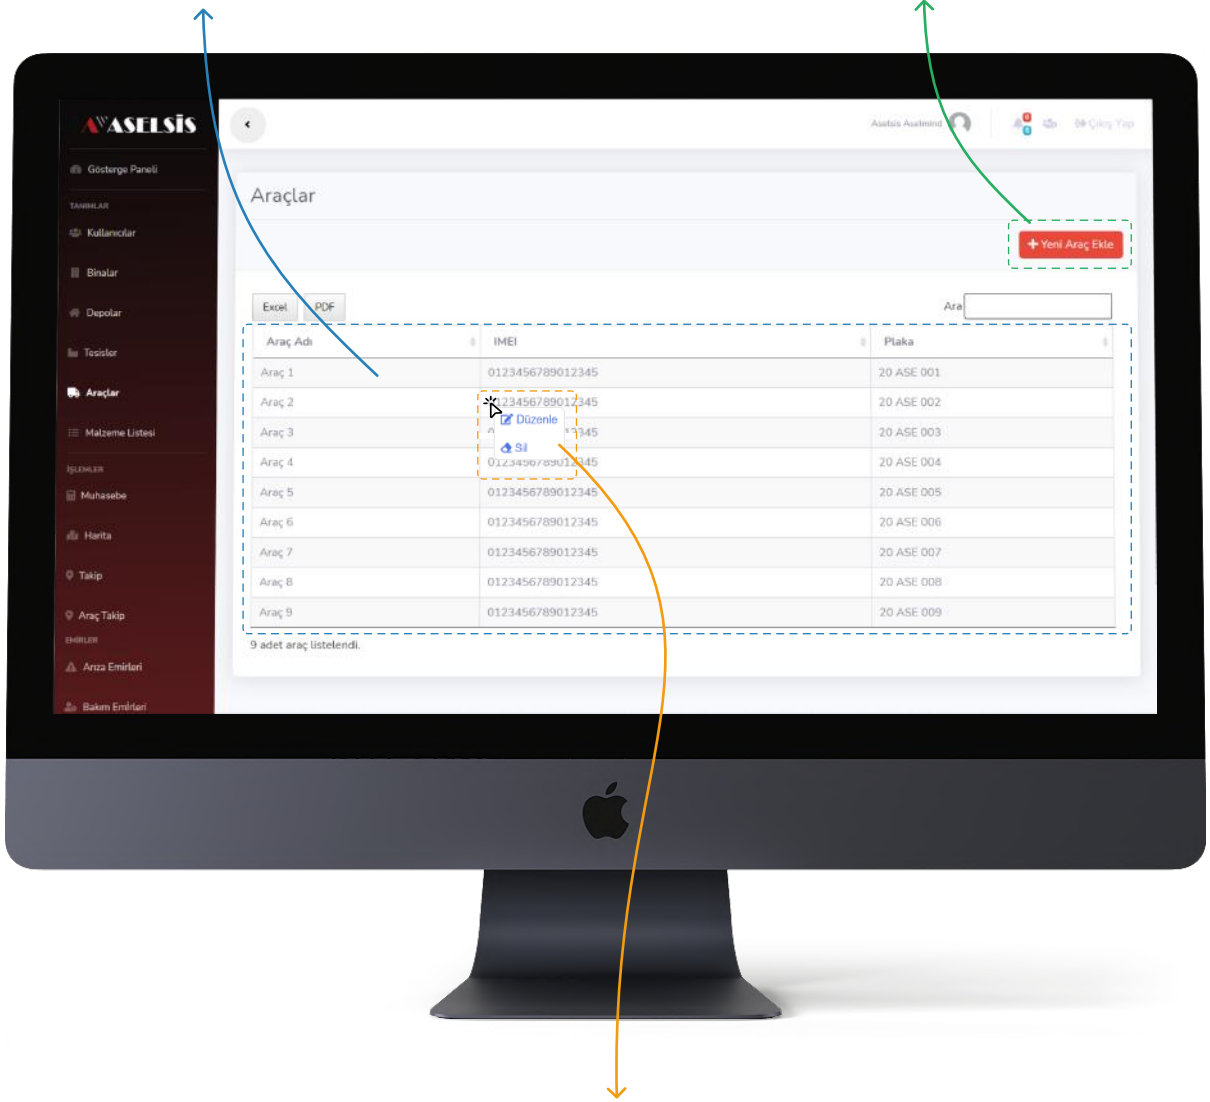 ASELSİS
Aselsis Aselmind
0
0
Çıkış Yap
Gösterge Paneli
TANIMLAR
Kullanıcılar
Binalar
Depolar
Tesisler
Araçlar
Malzeme Listesi
İŞLEMLER
Muhasebe
Harita
Takip
Araç Takip
EMİRLER
Arıza Emirleri
Bakım Emirleri
Araçlar
+ Yeni Araç Ekle
Excel PDF
Ara
Araç Adı IMEI Plaka
Araç 1 0123456789012345 20 ASE 001
Araç 2 0123456789012345 20 ASE 002
Düzenle
Araç 3 345 20 ASE 003
Sil
Araç 4 0123456789012345 20 ASE 004
Araç 5 0123456789012345 20 ASE 005
Araç 6 0123456789012345 20 ASE 006
Araç 7 0123456789012345 20 ASE 007
Araç 8 0123456789012345 20 ASE 008
Araç 9 0123456789012345 20 ASE 009
9 adet araç listelendi.